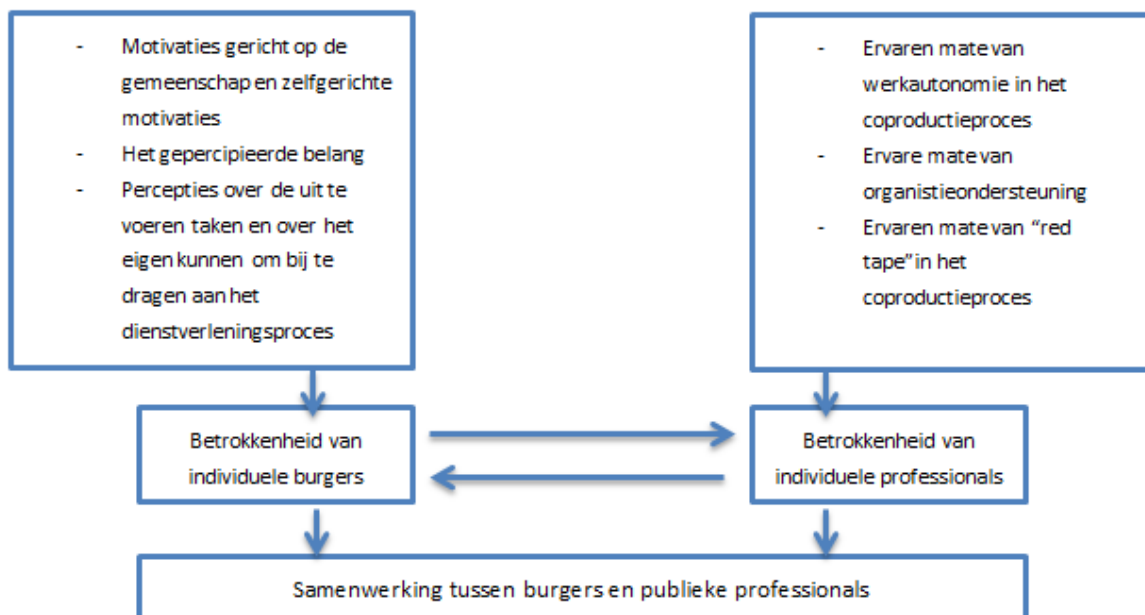 - Motivaties gericht op de
gemeenschap en zelfgerichte
motivaties
- Het gepercipieerde belang
- Percepties over de uit te
voeren taken en over het
eigen kunnen om bij te
dragen aan het
dienstverleningsproces
- Ervaren mate van
werkautonomie in het
coproductieproces
- Ervare mate van
organistieondersteuning
- Ervaren mate van “red
tape” in het
coproductieproces
Betrokkenheid van
individuele burgers
Betrokkenheid van
individuele professionals
Samenwerking tussen burgers en publieke professionals